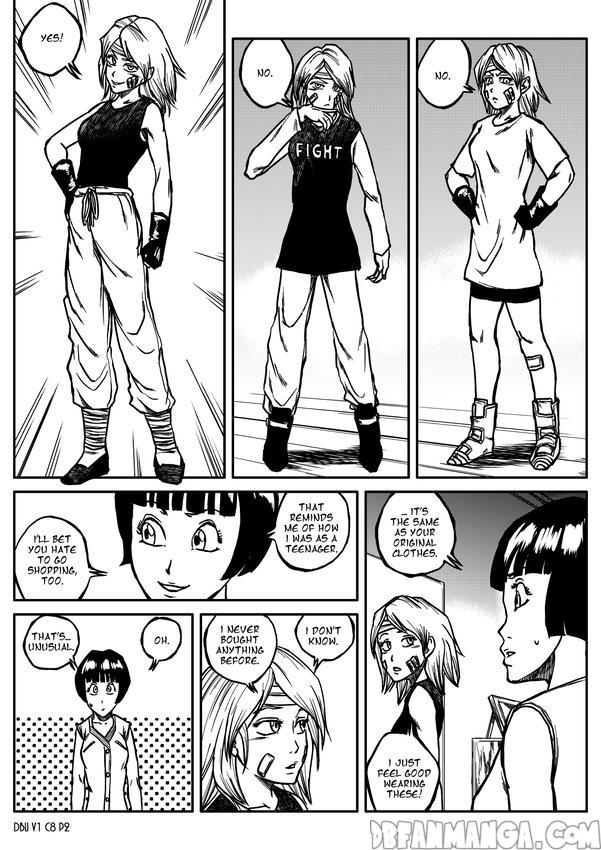 NO.
NO.
FIGHT
YES!
... IT'S
THE SAME
AS YOUR
ORIGINAL
CLOTHES.
I JUST
FEEL GOOD
WEARING
THESE!
THAT
REMINDS
ME OF HOW
I WAS AS A
TEENAGER.
I'LL BET
YOU HATE
TO GO
SHOPPING,
TOO.
I DON'T
KNOW.
I NEVER
BOUGHT
ANYTHING
BEFORE.
OH.
THAT'S...
UNUSUAL.
DBU V1 C8 P2
DBFANMANGA.COM